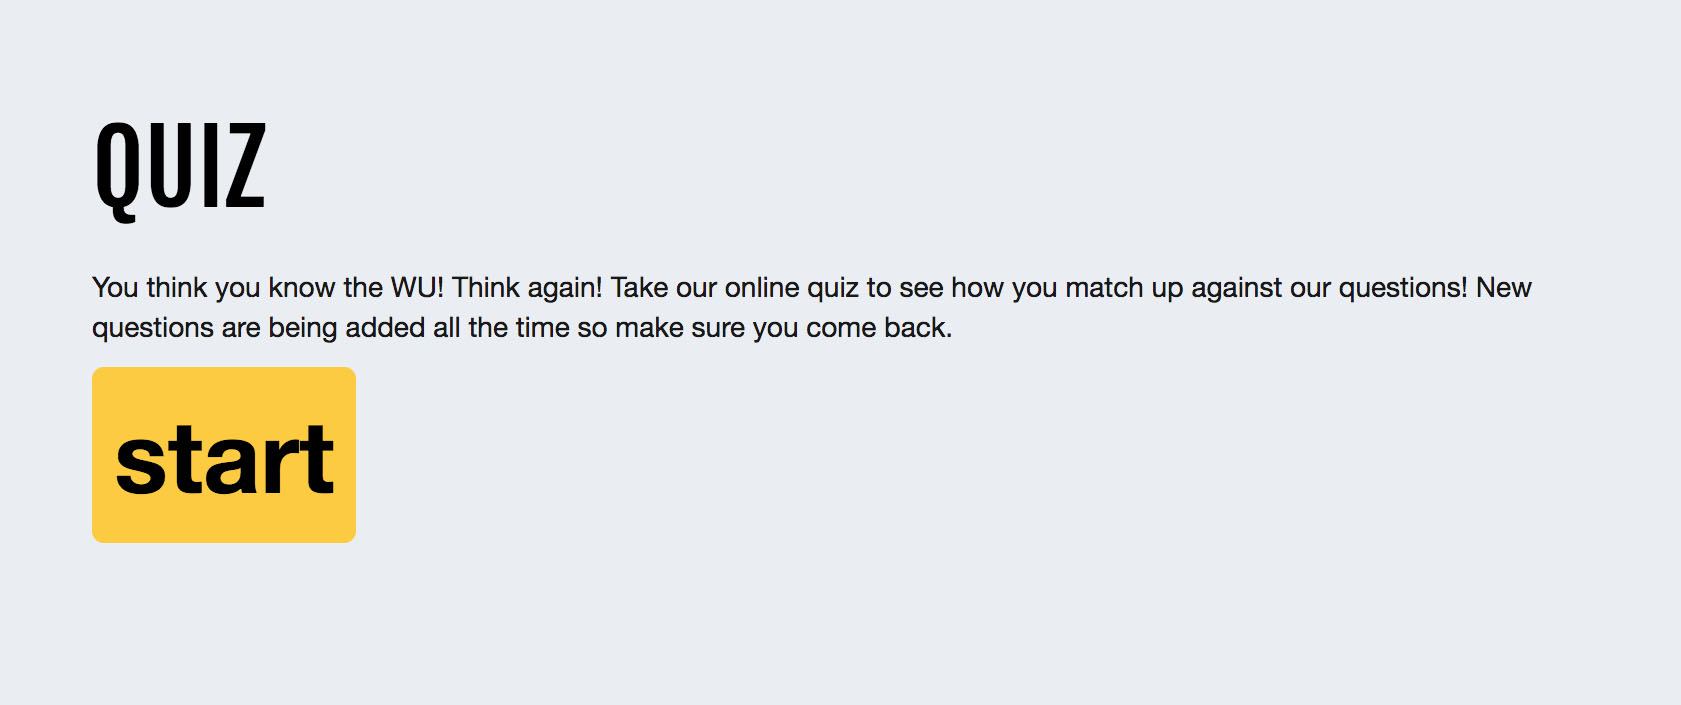 QUIZ
You think you know the WU! Think again! Take our online quiz to see how you match up against our questions! New
questions are being added all the time so make sure you come back.
start